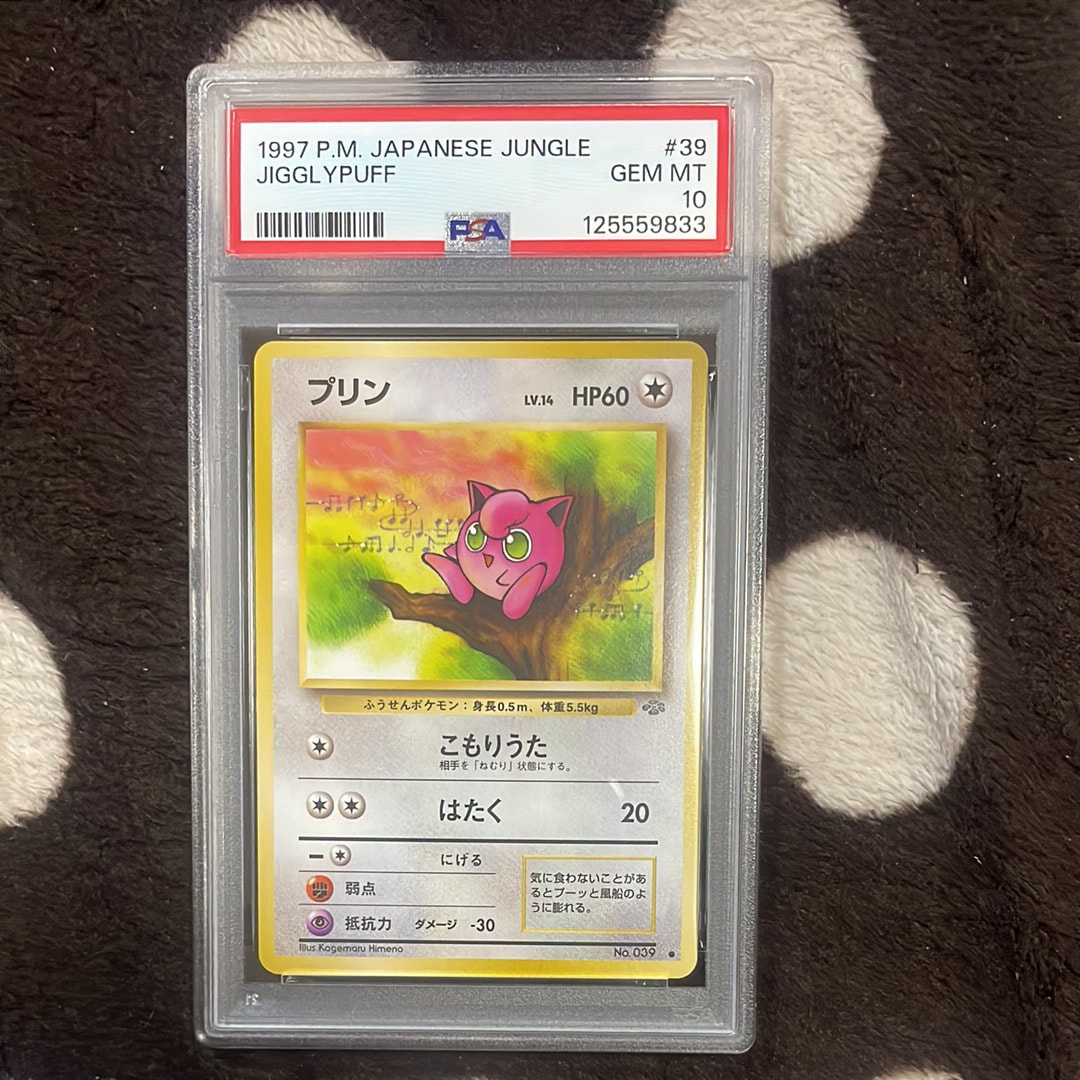 1997 P.M. JAPANESE JUNGLE #39
JIGGLYPUFF GEM MT
10
PSA 125559833
プリン LV.14 HP60
ふうせんポケモン：身長0.5m、体重5.5kg
こもりうた
相手を「ねむり」状態にする。
はたく 20
にげる
弱点
抵抗力 ダメージ -30
気に食わないことがあ
るとプーッと風船のよ
うに膨れる。
Illus Kagemaru Himeno No. 039